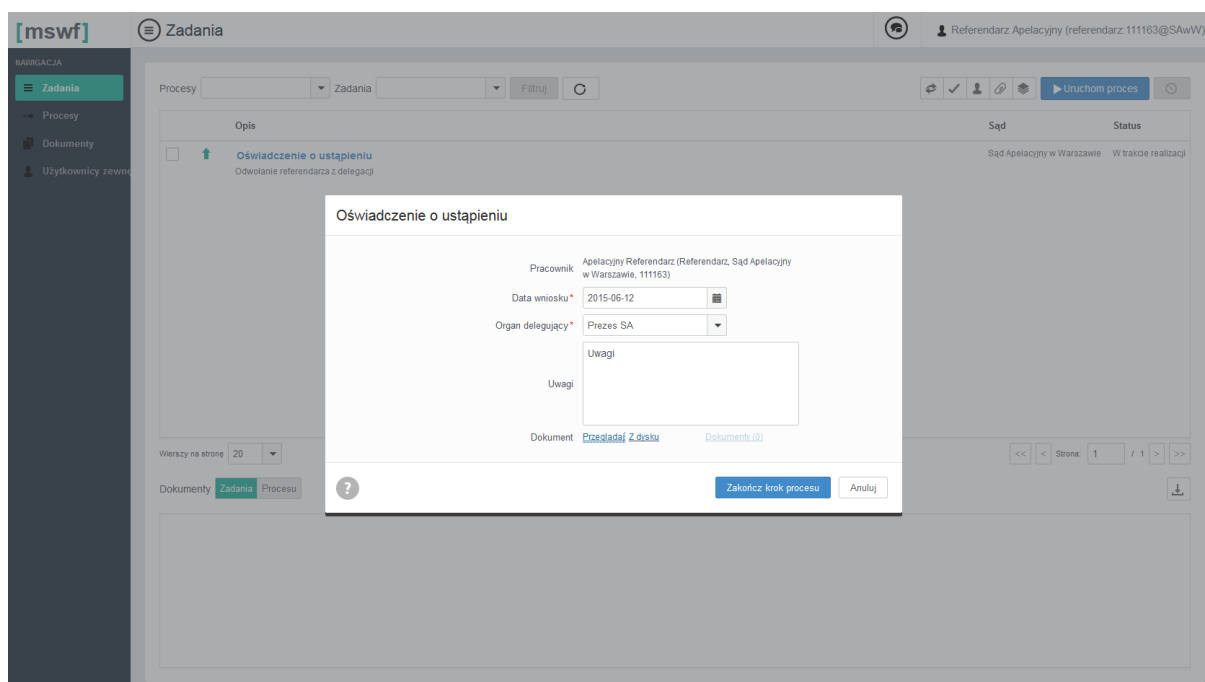 [mswf]
Zadania
Referendarz Apelacyjny (referendarz.111163@SAwW)
NAWIGACJA
Zadania
Procesy
Dokumenty
Użytkownicy zewnę
Procesy
Zadania
Filtruj
Uruchom proces
Opis
Sąd
Status
Oświadczenie o ustąpieniu
Sąd Apelacyjny w Warszawie
W trakcie realizacji
Odwołanie referendarza z delegacji
Oświadczenie o ustąpieniu
Pracownik
Apelacyjny Referendarz (Referendarz, Sąd Apelacyjny
w Warszawie, 111163)
Data wniosku*
2015-06-12
Organ delegujący*
Prezes SA
Uwagi
Uwagi
Dokument
Przeglądaj
Z dysku
Dokumenty (0)
Wierszy na stronę
20
<<
<
Strona:
1
/ 1
>
>>
Dokumenty
Zadania
Procesu
?
Zakończ krok procesu
Anuluj